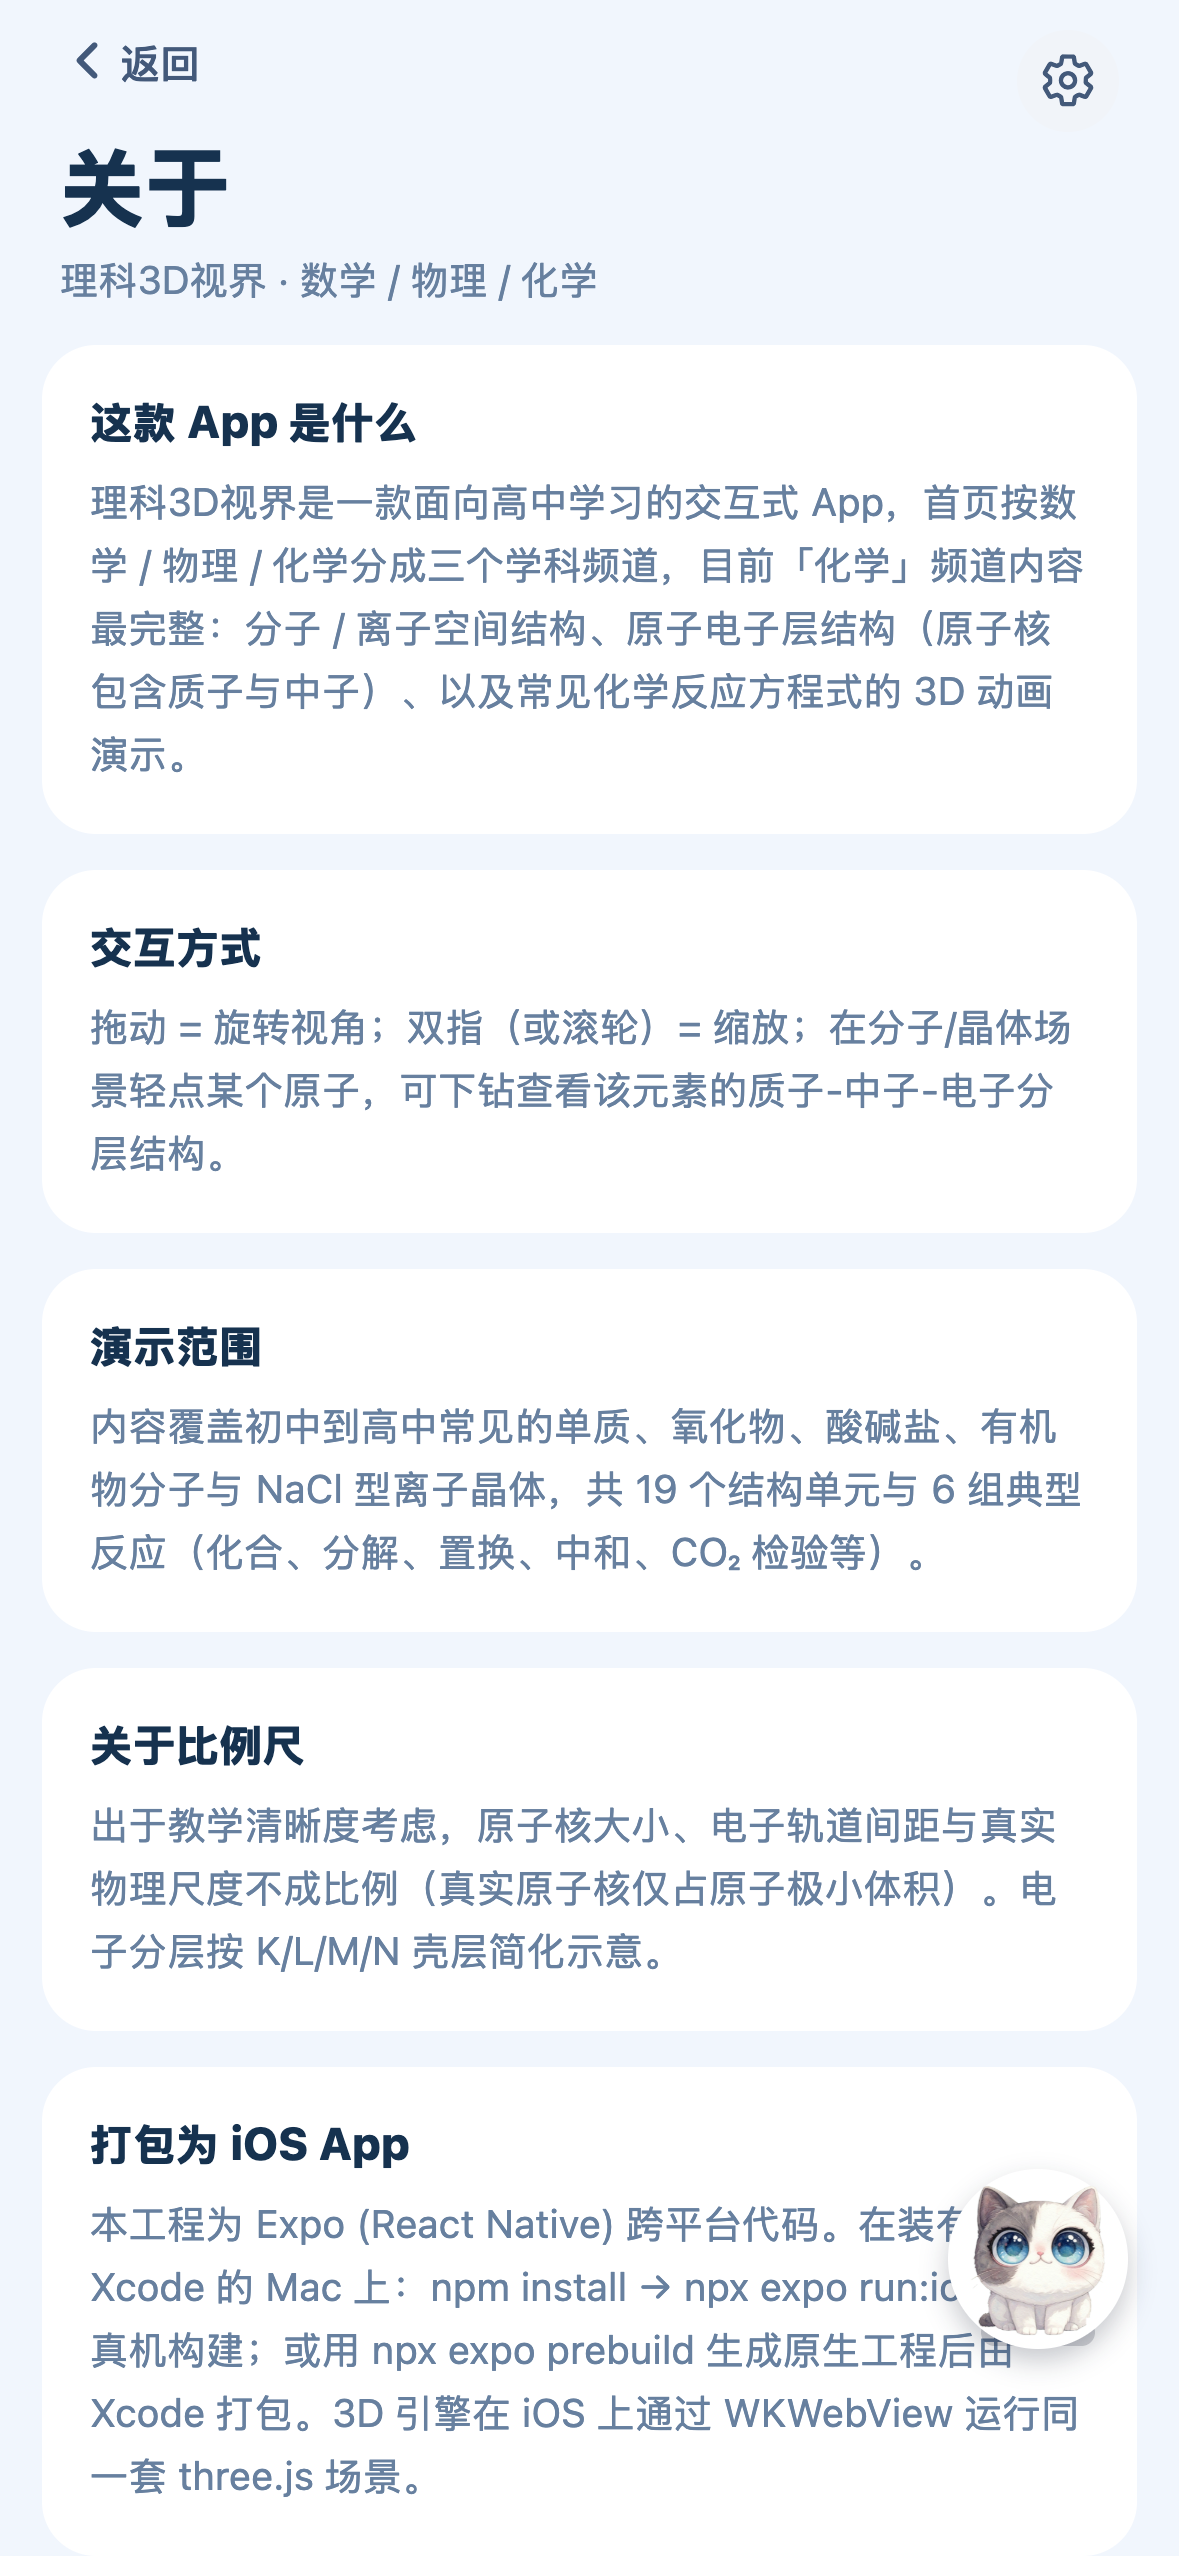 返回
关于
理科3D视界 · 数学 / 物理 / 化学
这款 App 是什么
理科3D视界是一款面向高中学习的交互式 App，首页按数
学 / 物理 / 化学分成三个学科频道，目前「化学」频道内容
最完整：分子 / 离子空间结构、原子电子层结构（原子核
包含质子与中子）、以及常见化学反应方程式的 3D 动画
演示。
交互方式
拖动 = 旋转视角；双指（或滚轮）= 缩放；在分子/晶体场
景轻点某个原子，可下钻查看该元素的质子-中子-电子分
层结构。
演示范围
内容覆盖初中到高中常见的单质、氧化物、酸碱盐、有机
物分子与 NaCl 型离子晶体，共 19 个结构单元与 6 组典型
反应（化合、分解、置换、中和、CO₂ 检验等）。
关于比例尺
出于教学清晰度考虑，原子核大小、电子轨道间距与真实
物理尺度不成比例（真实原子核仅占原子极小体积）。电
子分层按 K/L/M/N 壳层简化示意。
打包为 iOS App
本工程为 Expo (React Native) 跨平台代码。在装有
Xcode 的 Mac 上：npm install → npx expo
真机构建；或用 npx expo prebuild 生成原生工程后由
Xcode 打包。3D 引擎在 iOS 上通过 WKWebView 运行同
一套 three.js 场景。